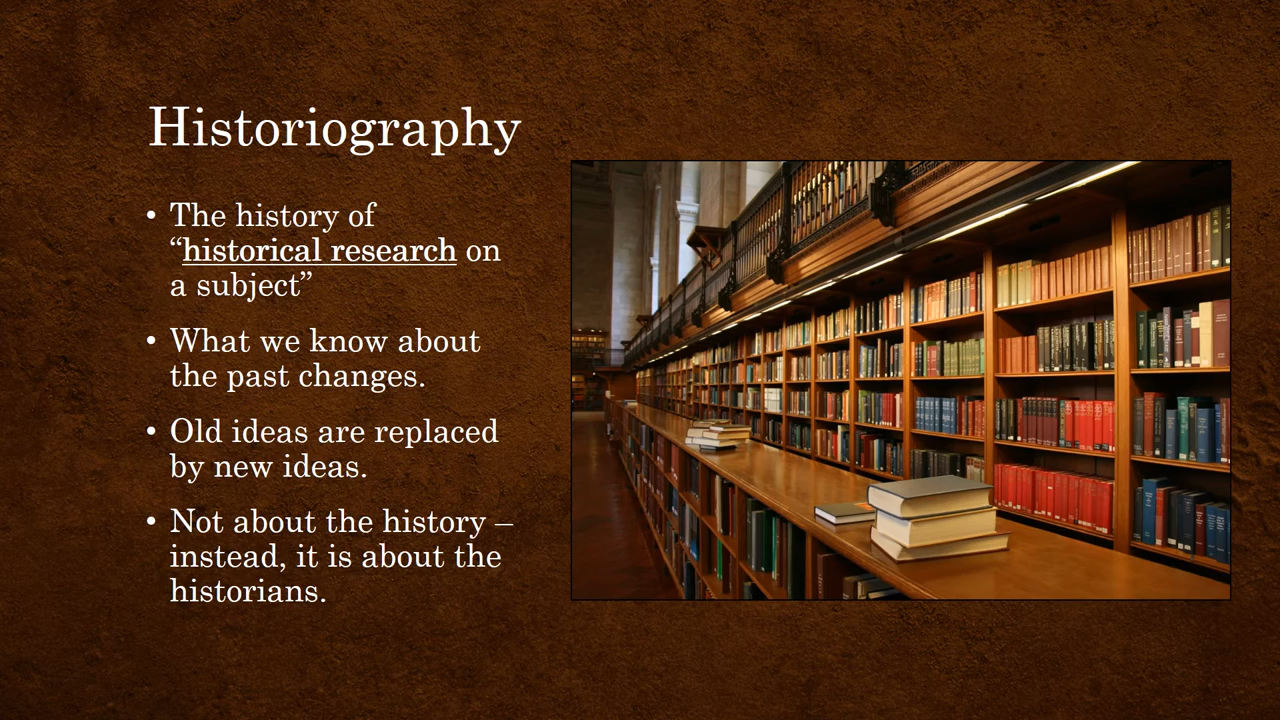 Historiography
• The history of
“historical research on
a subject”
• What we know about
the past changes.
• Old ideas are replaced
by new ideas.
• Not about the history –
instead, it is about the
historians.